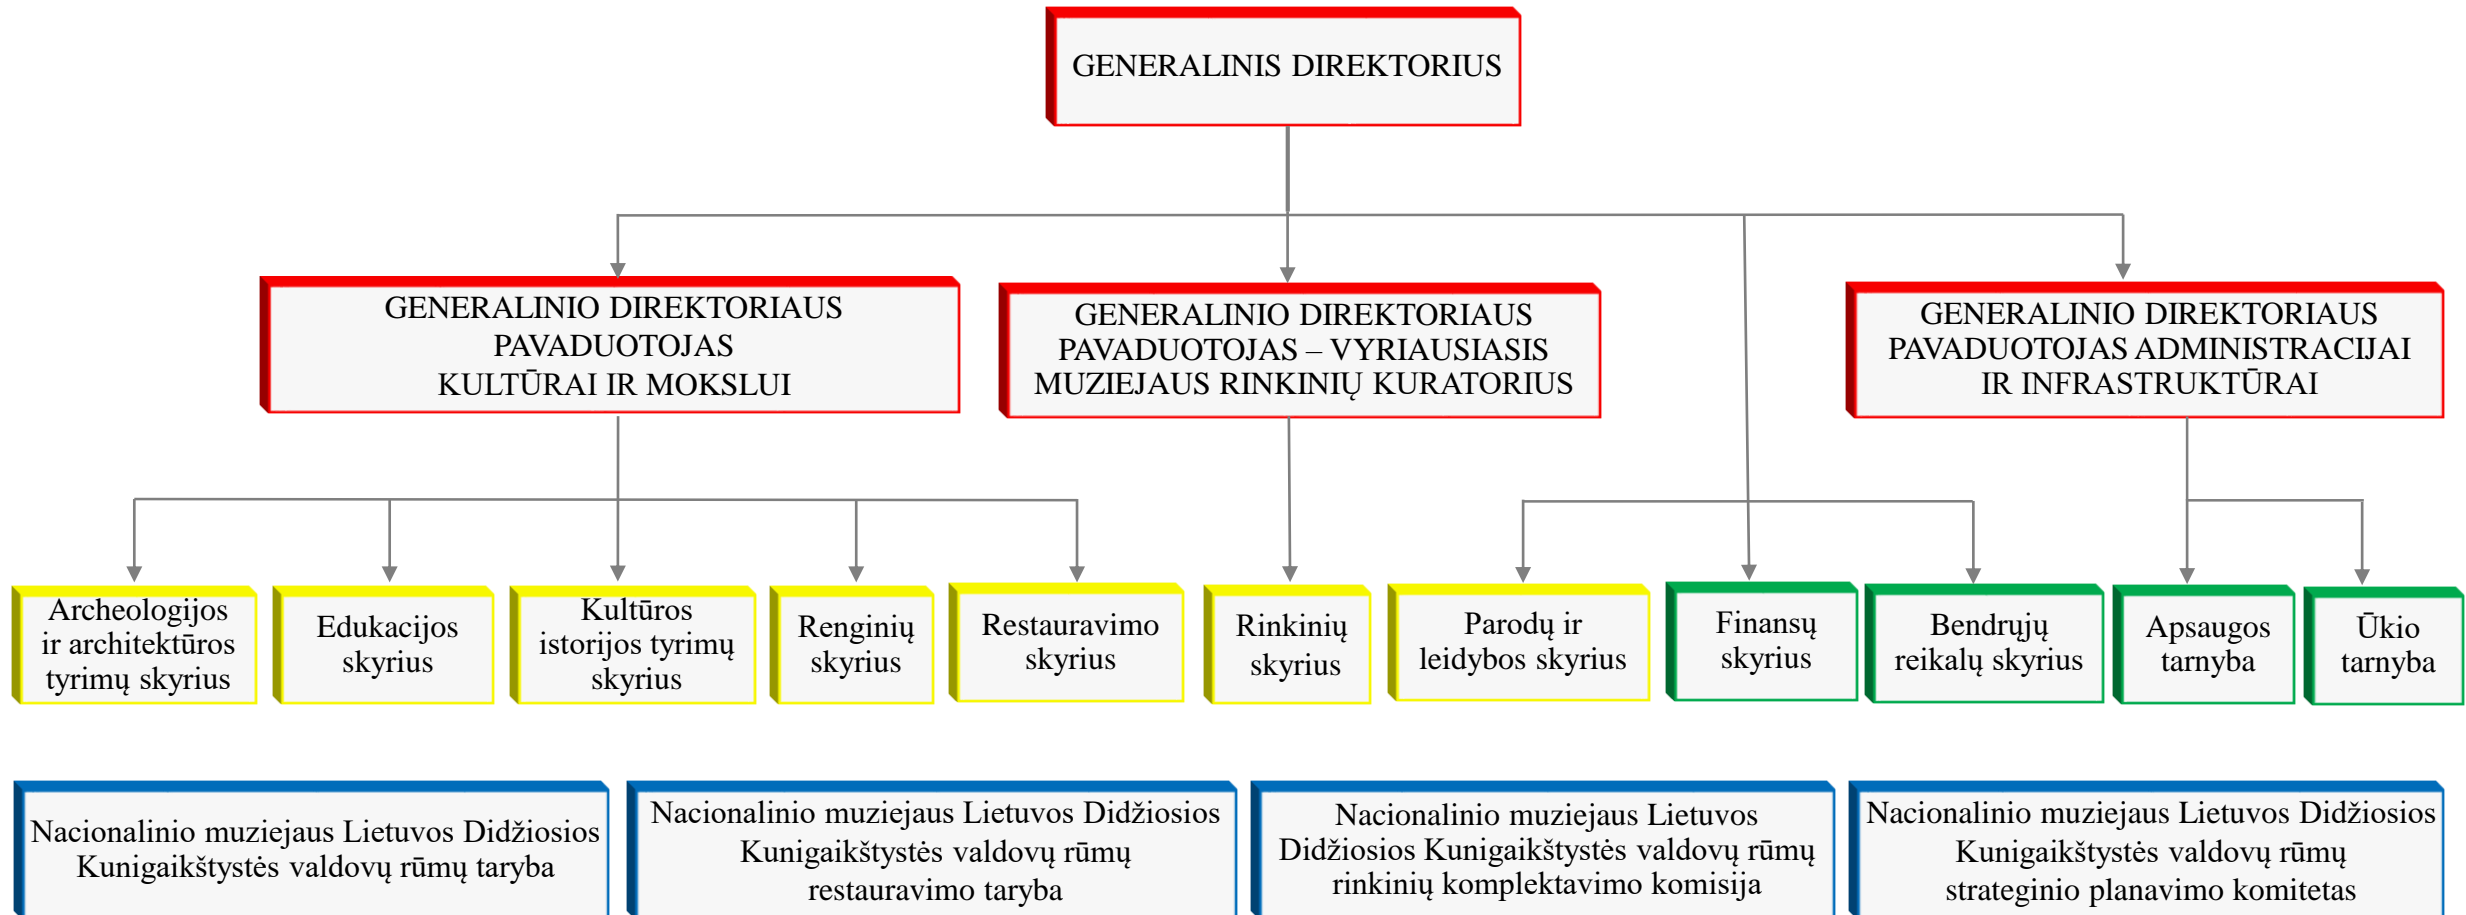 GENERALINIS DIREKTORIUS
GENERALINIO DIREKTORIAUS
PAVADUOTOJAS
KULTŪRAI IR MOKSLUI
GENERALINIO DIREKTORIAUS
PAVADUOTOJAS – VYRIAUSIASIS
MUZIEJAUS RINKINIŲ KURATORIUS
GENERALINIO DIREKTORIAUS
PAVADUOTOJAS ADMINISTRACIJAI
IR INFRASTRUKTŪRAI
Archeologijos
ir architektūros
tyrimų skyrius
Edukacijos
skyrius
Kultūros
istorijos tyrimų
skyrius
Renginių
skyrius
Restauravimo
skyrius
Rinkinių
skyrius
Parodų ir
leidybos skyrius
Finansų
skyrius
Bendrųjų
reikalų skyrius
Apsaugos
tarnyba
Ūkio
tarnyba
Nacionalinio muziejaus Lietuvos Didžiosios
Kunigaikštystės valdovų rūmų taryba
Nacionalinio muziejaus Lietuvos Didžiosios
Kunigaikštystės valdovų rūmų
restauravimo taryba
Nacionalinio muziejaus Lietuvos
Didžiosios Kunigaikštystės valdovų rūmų
rinkinių komplektavimo komisija
Nacionalinio muziejaus Lietuvos Didžiosios
Kunigaikštystės valdovų rūmų
strateginio planavimo komitetas